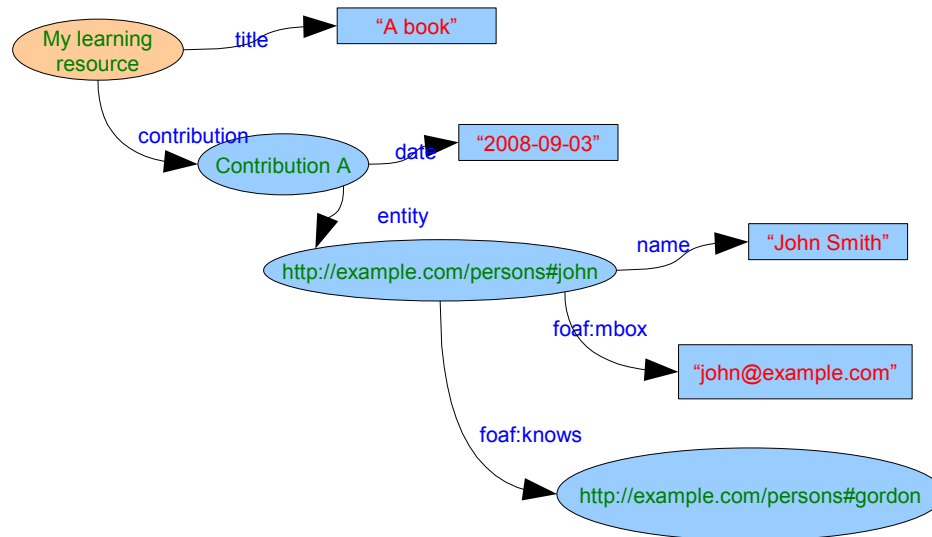 “A book”
title
My learning
resource
contribution
“2008-09-03”
date
Contribution A
entity
“John Smith”
name
http://example.com/persons#john
foaf:mbox
“john@example.com”
foaf:knows
http://example.com/persons#gordon